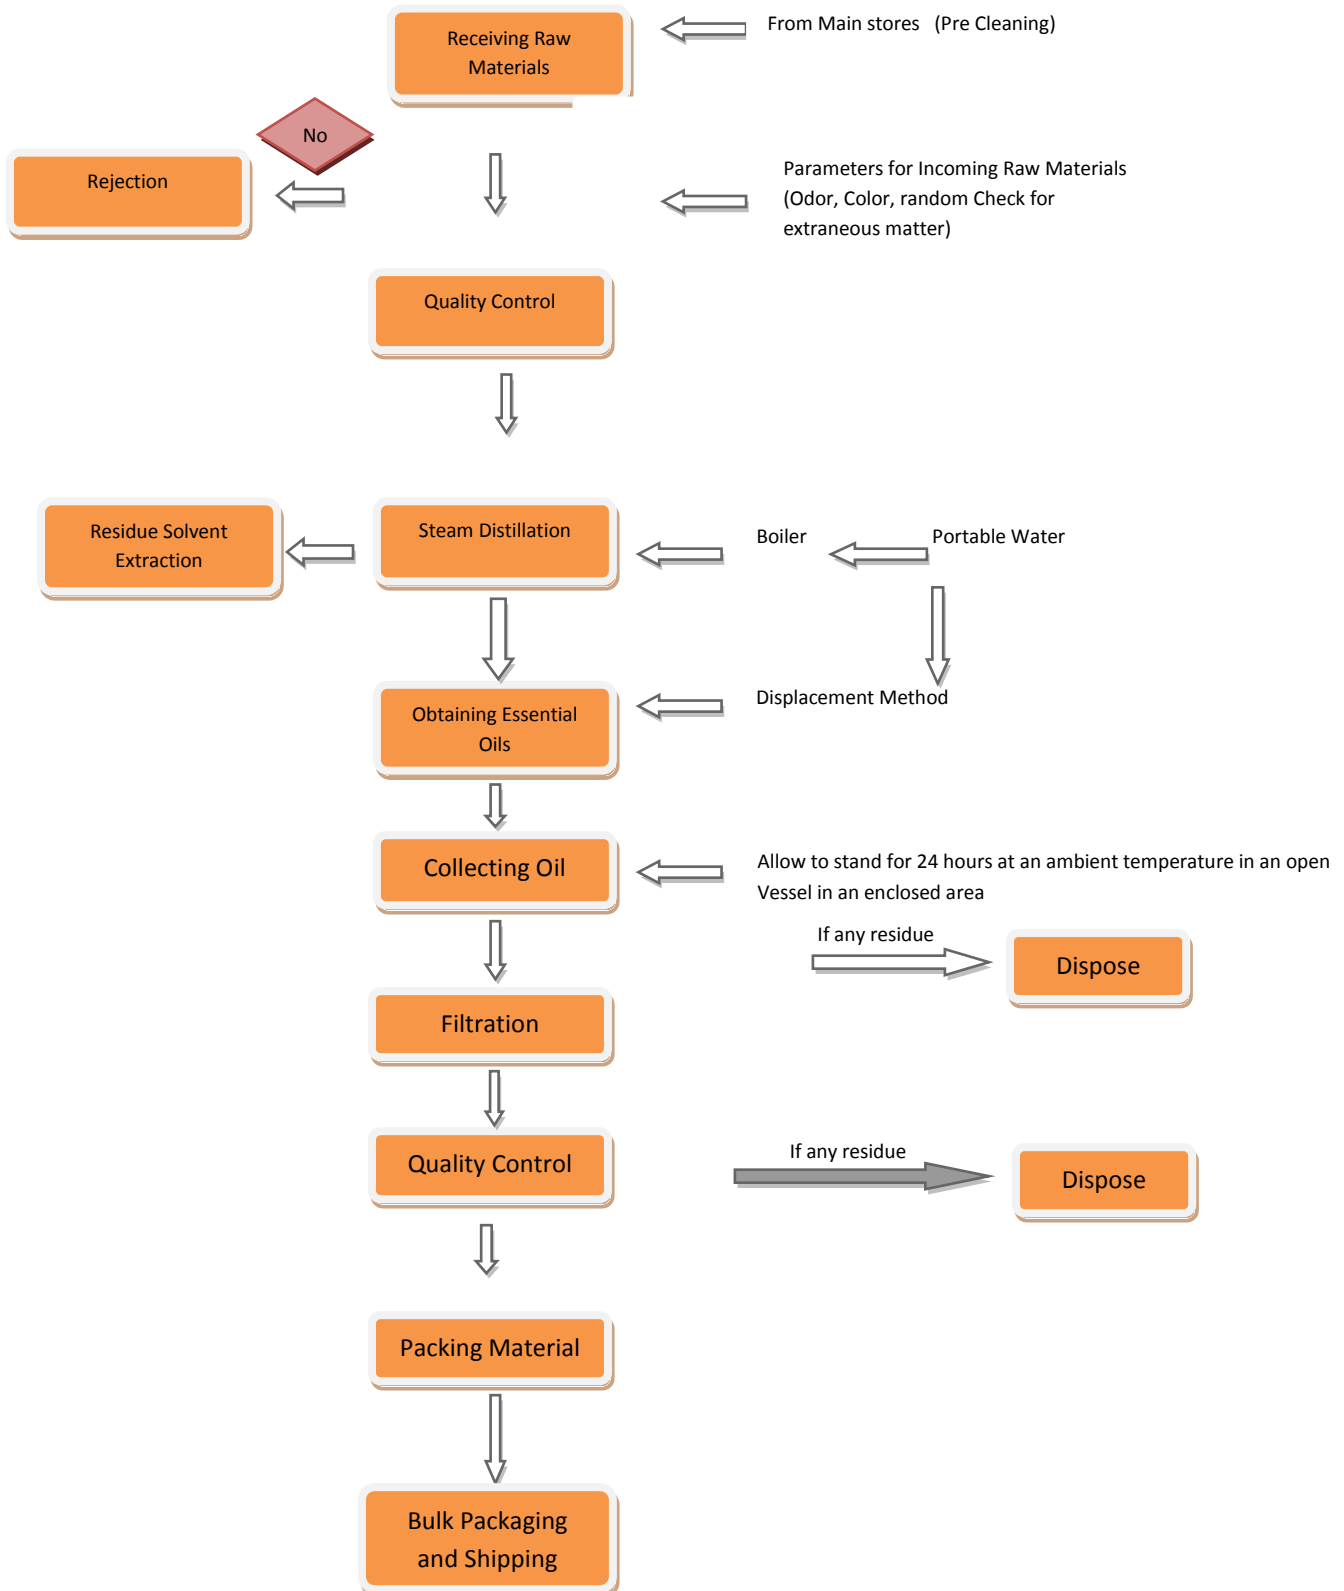 From Main stores (Pre Cleaning)
Receiving Raw
Materials
No
Rejection
Parameters for Incoming Raw Materials
(Odor, Color, random Check for
extraneous matter)
Quality Control
Residue Solvent
Extraction
Steam Distillation
Boiler
Portable Water
Obtaining Essential
Oils
Displacement Method
Collecting Oil
Allow to stand for 24 hours at an ambient temperature in an open
Vessel in an enclosed area
If any residue
Dispose
Filtration
Quality Control
If any residue
Dispose
Packing Material
Bulk Packaging
and Shipping